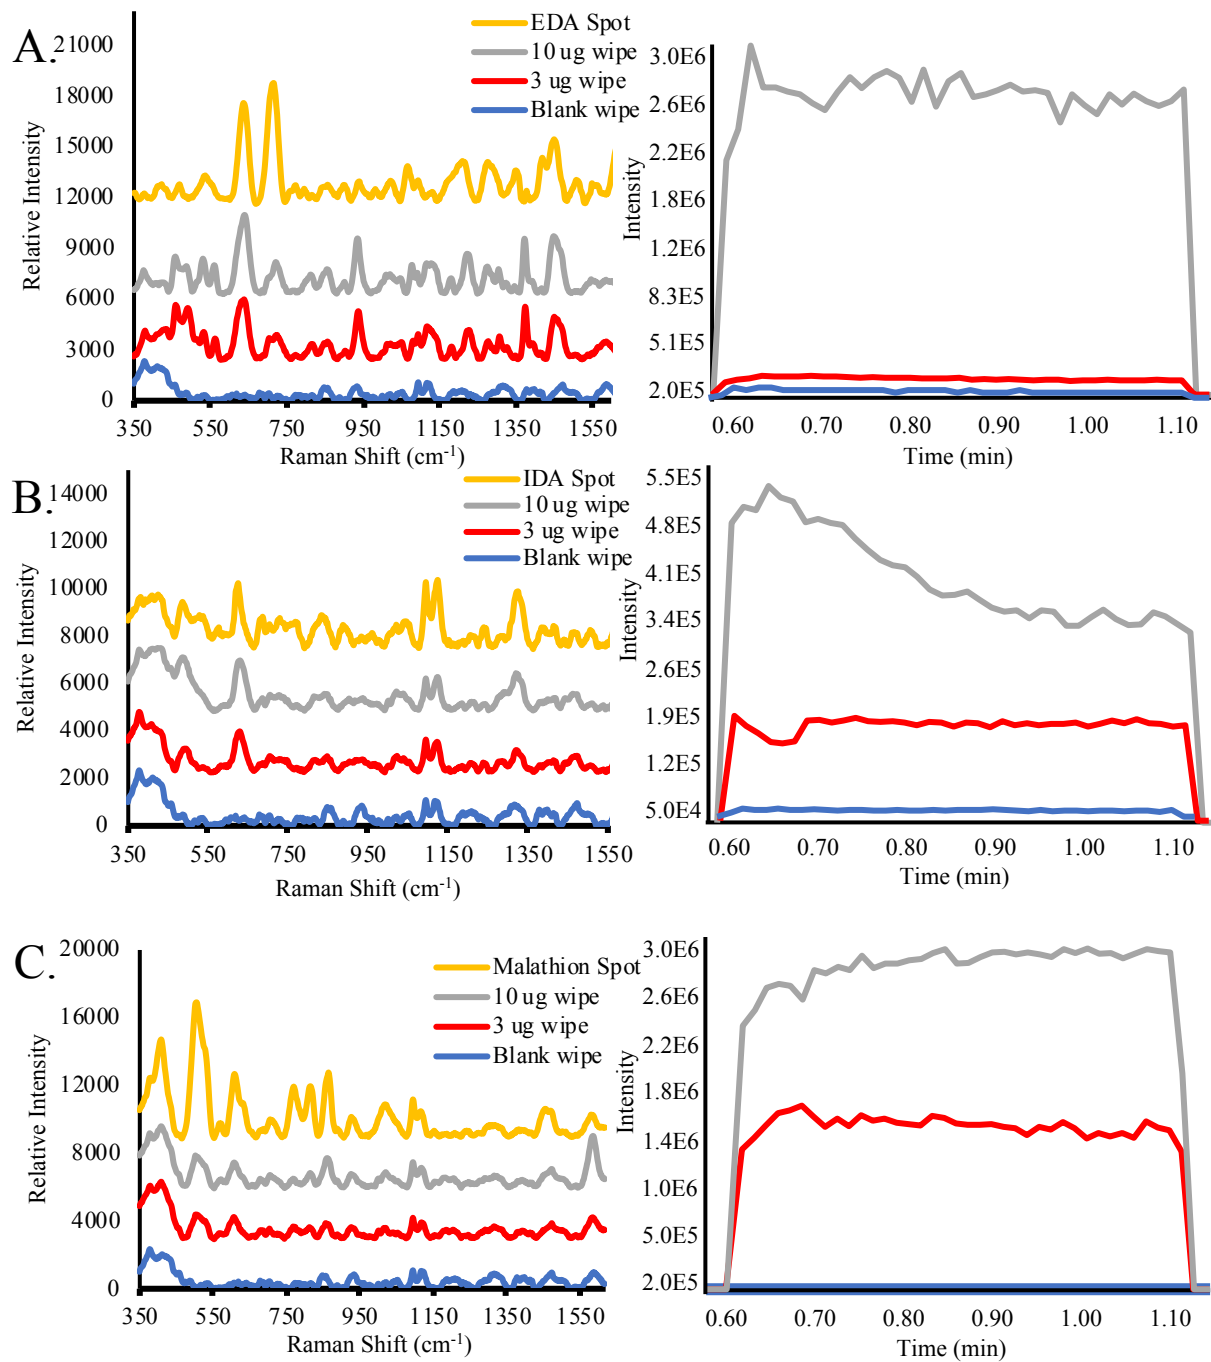 A.
EDA Spot
10 ug wipe
3 ug wipe
Blank wipe
21000
18000
15000
12000
9000
6000
3000
0
Relative Intensity
350 550 750 950 1150 1350 1550
Raman Shift (cm-1)
3.0E6
2.6E6
2.2E6
1.8E6
1.2E6
8.3E5
5.1E5
2.0E5
Intensity
0.60 0.70 0.80 0.90 1.00 1.10
Time (min)
B.
IDA Spot
10 ug wipe
3 ug wipe
Blank wipe
14000
12000
10000
8000
6000
4000
2000
0
Relative Intensity
350 550 750 950 1150 1350 1550
Raman Shift (cm-1)
5.5E5
4.8E5
4.1E5
3.4E5
2.6E5
1.9E5
1.2E5
5.0E4
Intensity
0.60 0.70 0.80 0.90 1.00 1.10
Time (min)
C.
Malathion Spot
10 ug wipe
3 ug wipe
Blank wipe
20000
16000
12000
8000
4000
0
Relative Intensity
350 550 750 950 1150 1350 1550
Raman Shift (cm-1)
3.0E6
2.6E6
2.2E6
1.8E6
1.4E6
1.0E6
5.0E5
2.0E5
Intensity
0.60 0.70 0.80 0.90 1.00 1.10
Time (min)